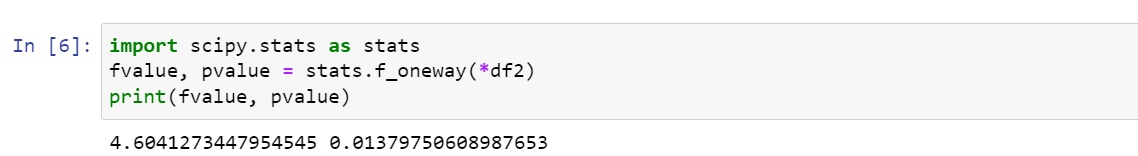 In [6]: import scipy.stats as stats
fvalue, pvalue = stats.f_oneway(*df2)
print(fvalue, pvalue)
4.6041273447954545 0.01379750608987653